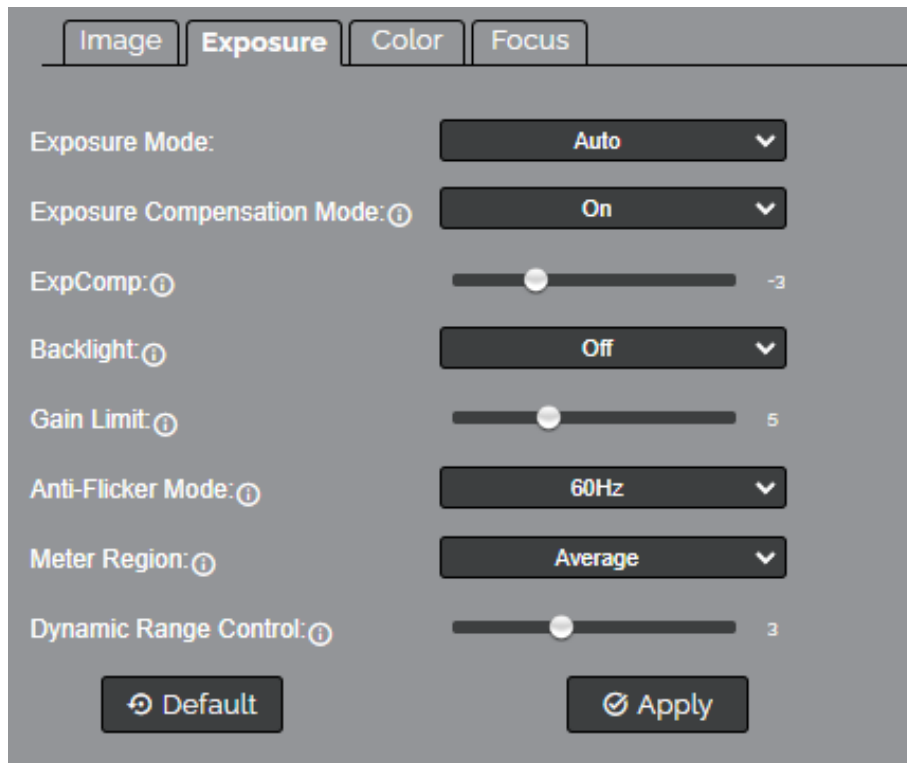 Image Exposure Color Focus
Exposure Mode: Auto
Exposure Compensation Mode: On
ExpComp: -3
Backlight: Off
Gain Limit: 5
Anti-Flicker Mode: 60Hz
Meter Region: Average
Dynamic Range Control: 3
Default Apply